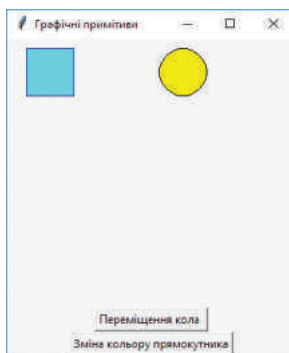 Графічні примітиви
Переміщення кола
Зміна кольору прямокутника